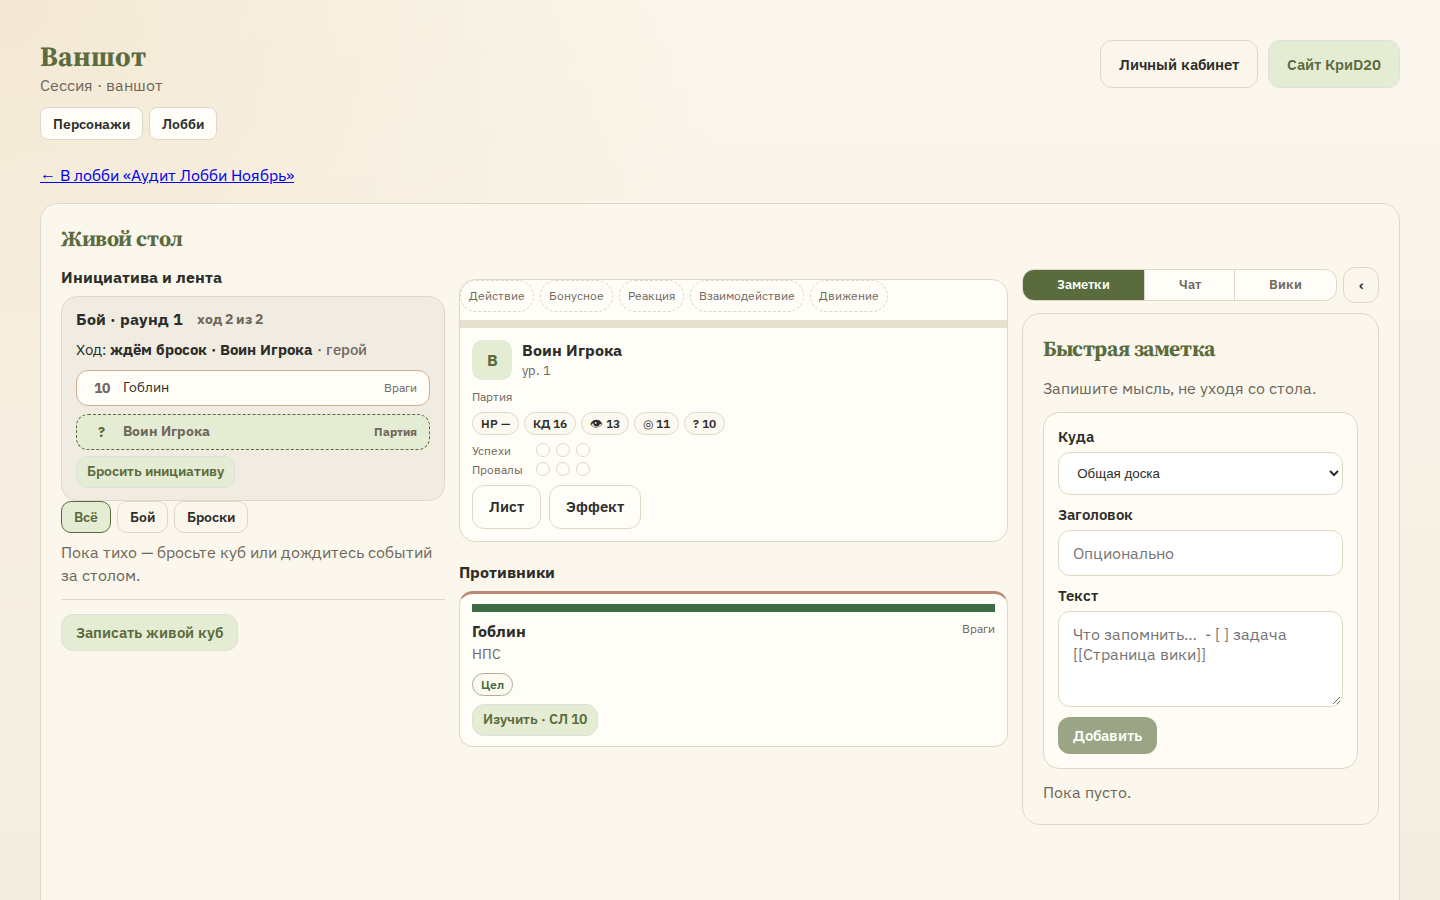 Ваншот
Сессия · ваншот
Персонажи
Лобби
Личный кабинет
Сайт КриD20
← В лобби «Аудит Лобби Ноябрь»
Живой стол
Инициатива и лента
Бой · раунд 1 ход 2 из 2
Ход: ждём бросок · Воин Игрока · герой
10 Гоблин Враги
? Воин Игрока Партия
Бросить инициативу
Всё
Бой
Броски
Пока тихо — бросьте куб или дождитесь событий
за столом.
Записать живой куб
Действие
Бонусное
Реакция
Взаимодействие
Движение
В
Воин Игрока
ур. 1
Партия
HP —
КД 16
👁 13
◎ 11
? 10
Успехи
Провалы
Лист
Эффект
Противники
Гоблин
Враги
НПС
Цел
Изучить · СЛ 10
Заметки
Чат
Вики
‹
Быстрая заметка
Запишите мысль, не уходя со стола.
Куда
Общая доска
Заголовок
Опционально
Текст
Что запомнить… - [ ] задача
[[Страница вики]]
Добавить
Пока пусто.